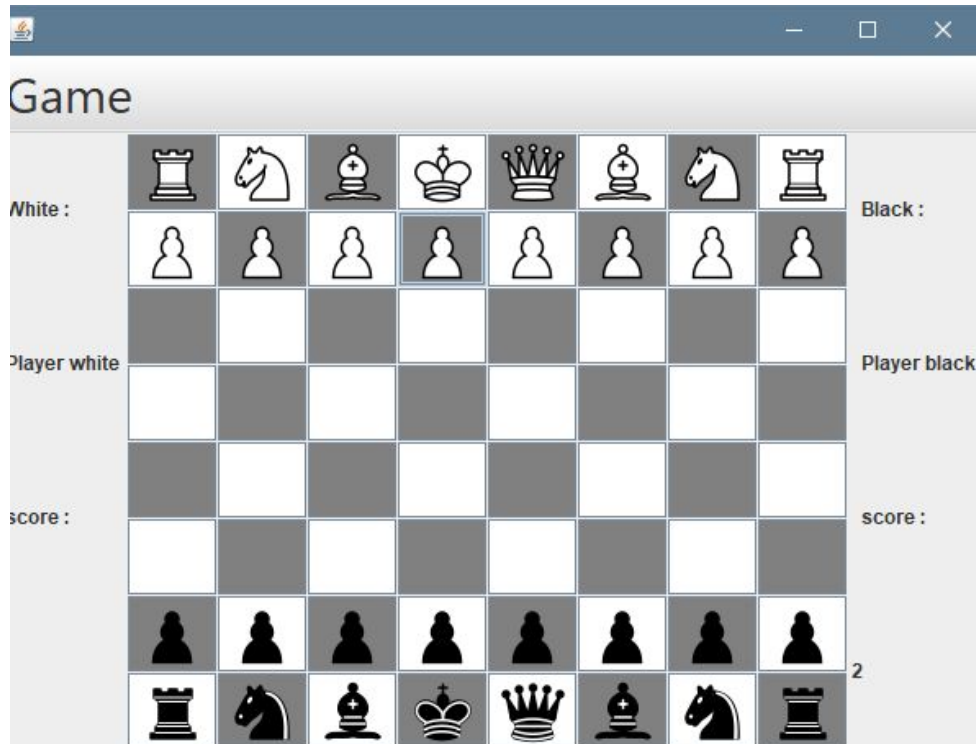 Game
White :
Black :
Player white
Player black
score :
score :
2